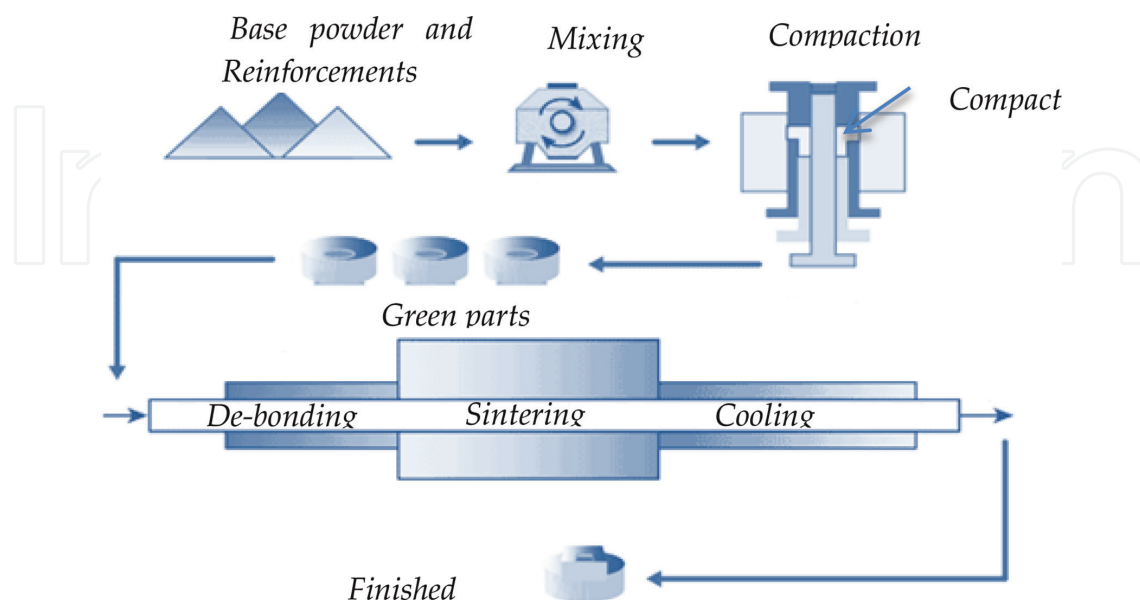 Base powder and
Reinforcements
Mixing
Compaction
Compact
Green parts
De-bonding
Sintering
Cooling
Finished